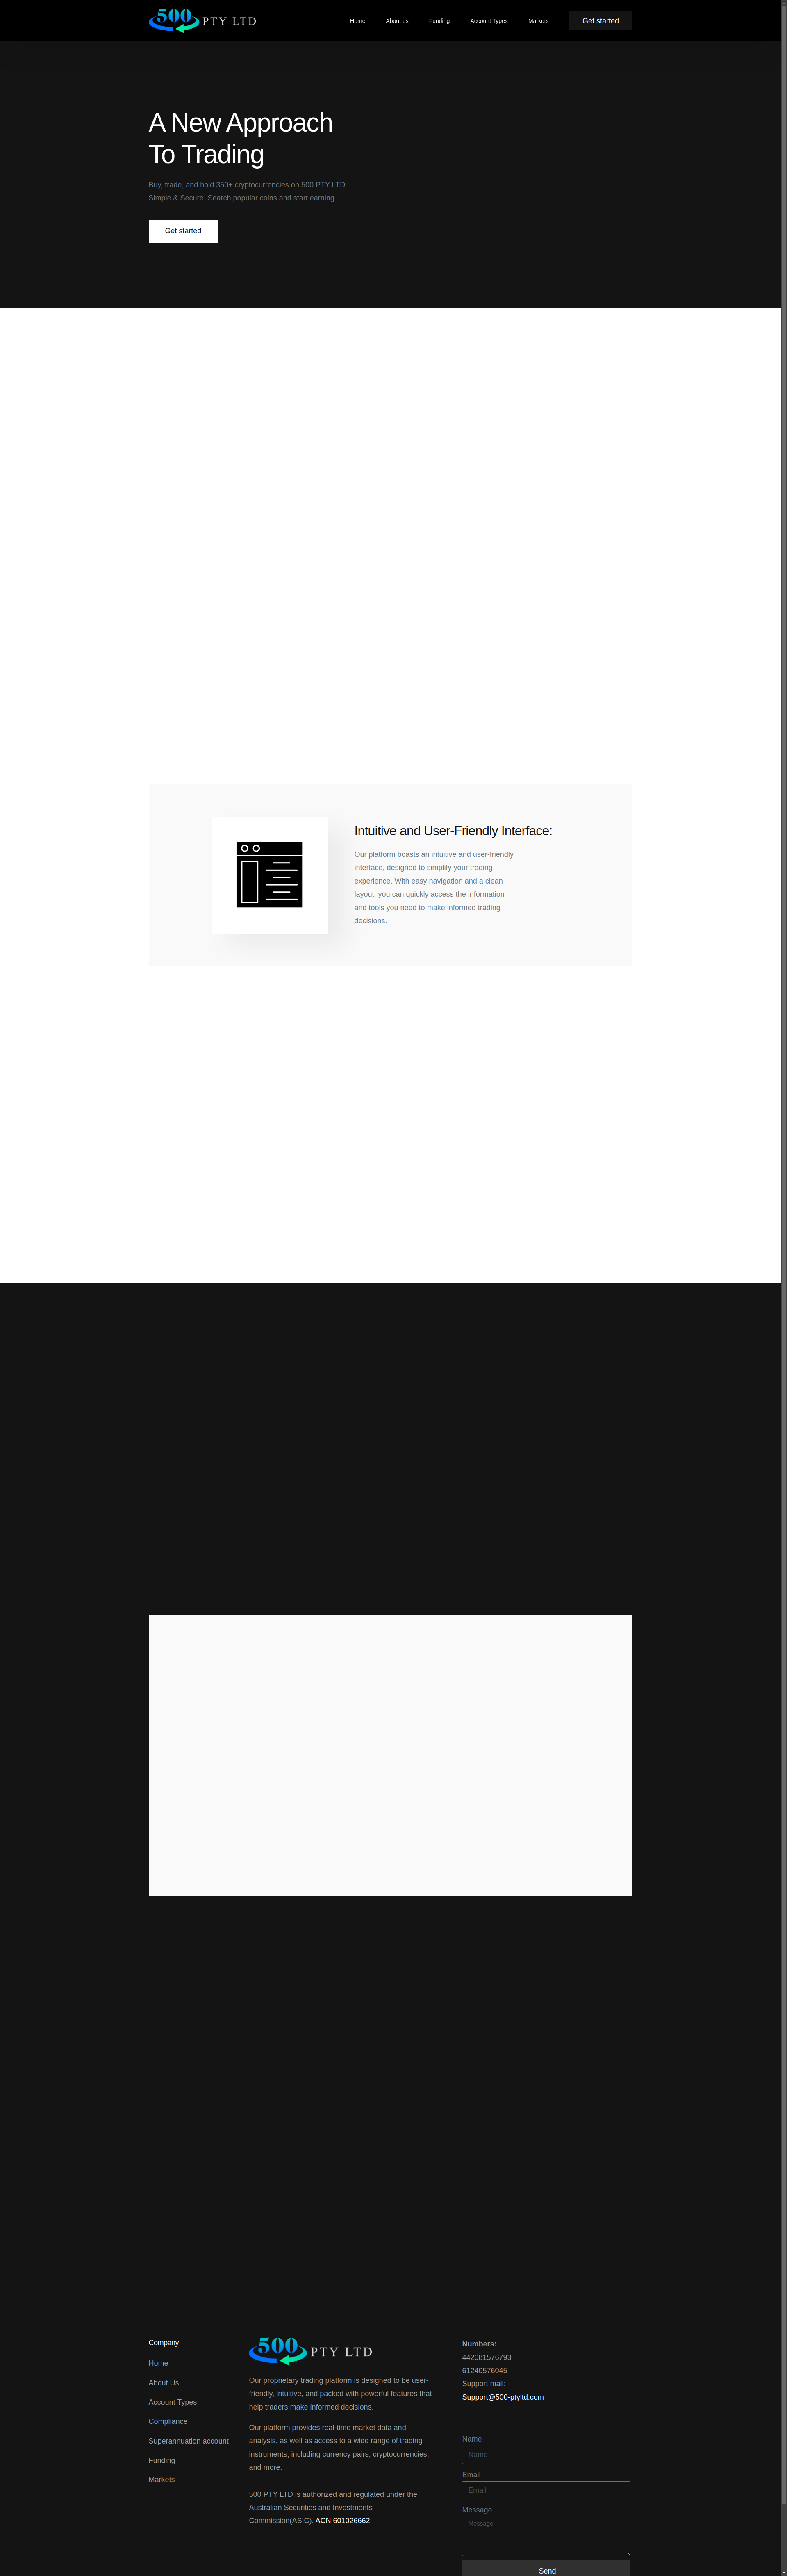 500 PTY LTD
Home About us Funding Account Types Markets Get started
A New Approach
To Trading
Buy, trade, and hold 350+ cryptocurrencies on 500 PTY LTD.
Simple & Secure. Search popular coins and start earning.
Get started
Intuitive and User-Friendly Interface:
Our platform boasts an intuitive and user-friendly
interface, designed to simplify your trading
experience. With easy navigation and a clean
layout, you can quickly access the information
and tools you need to make informed trading
decisions.
Company
Home
About Us
Account Types
Compliance
Superannuation account
Funding
Markets
500 PTY LTD
Our proprietary trading platform is designed to be user-
friendly, intuitive, and packed with powerful features that
help traders make informed decisions.
Our platform provides real-time market data and
analysis, as well as access to a wide range of trading
instruments, including currency pairs, cryptocurrencies,
and more.
500 PTY LTD is authorized and regulated under the
Australian Securities and Investments
Commission(ASIC). ACN 601026662
Numbers:
442081576793
61240576045
Support mail:
Support@500-ptyltd.com
Name
Name
Email
Email
Message
Message
Send